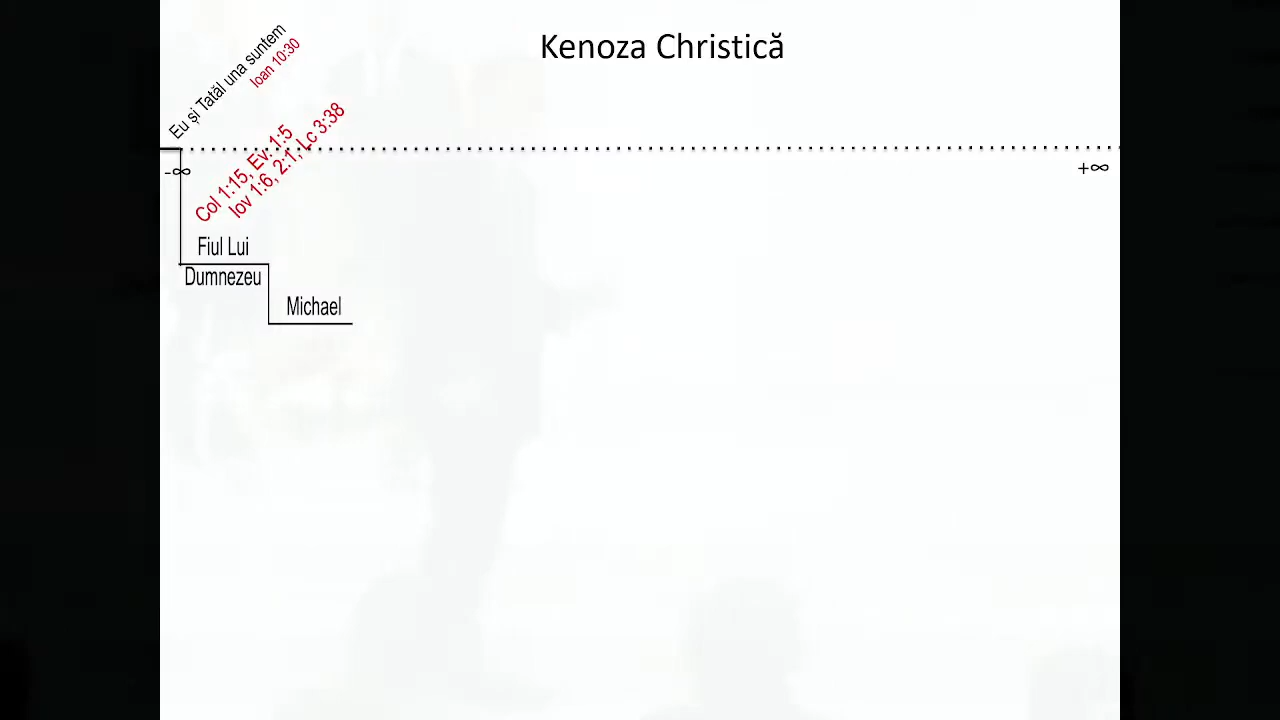 Kenoza Christică
Eu și Tatăl una suntem
Ioan 10:30
Col 1:15, Ev. 1:5
Iov 1:6, 2:1, Lc 3:38
-∞
+∞
Fiul Lui
Dumnezeu
Michael